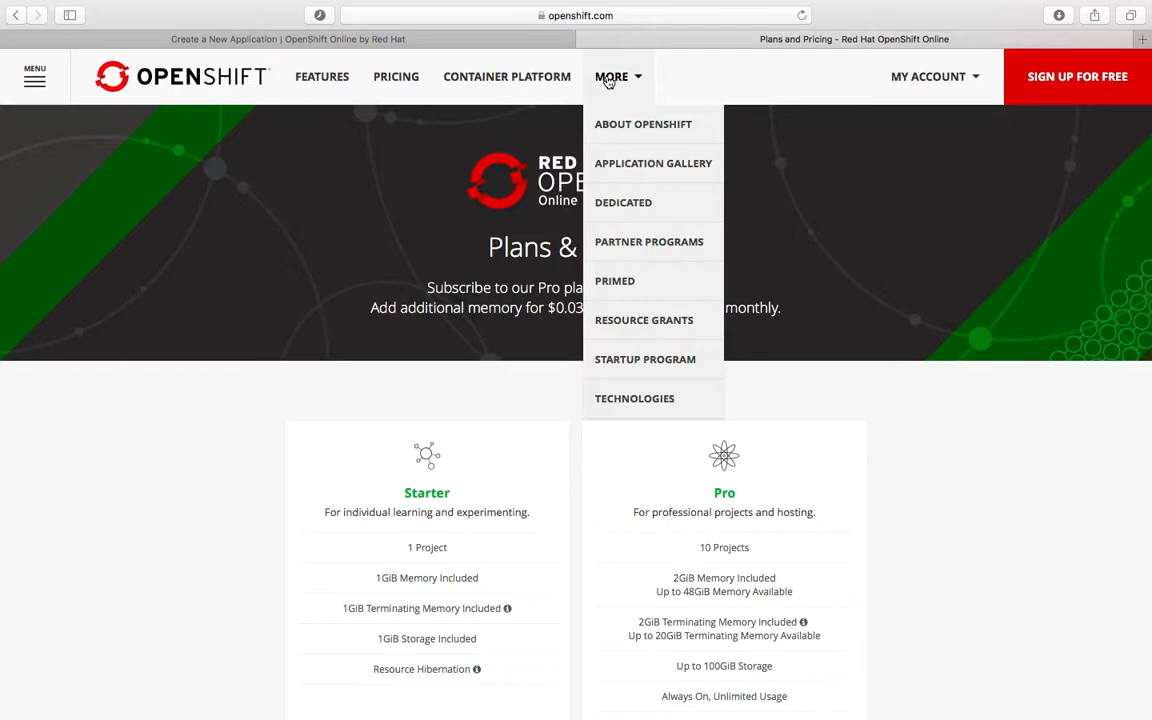 openshift.com
Create a New Application | OpenShift Online by Red Hat
Plans and Pricing - Red Hat OpenShift Online
MENU
OPENSHIFT
FEATURES
PRICING
CONTAINER PLATFORM
MORE
MY ACCOUNT
SIGN UP FOR FREE
ABOUT OPENSHIFT
APPLICATION GALLERY
DEDICATED
PARTNER PROGRAMS
PRIMED
RESOURCE GRANTS
STARTUP PROGRAM
TECHNOLOGIES
RED
OPE
Online
Plans &
Subscribe to our Pro pla
Add additional memory for $0.03 monthly.
Starter
For individual learning and experimenting.
1 Project
1GiB Memory Included
1GiB Terminating Memory Included
1GiB Storage Included
Resource Hibernation
Pro
For professional projects and hosting.
10 Projects
2GiB Memory Included
Up to 48GiB Memory Available
2GiB Terminating Memory Included
Up to 20GiB Terminating Memory Available
Up to 100GiB Storage
Always On, Unlimited Usage